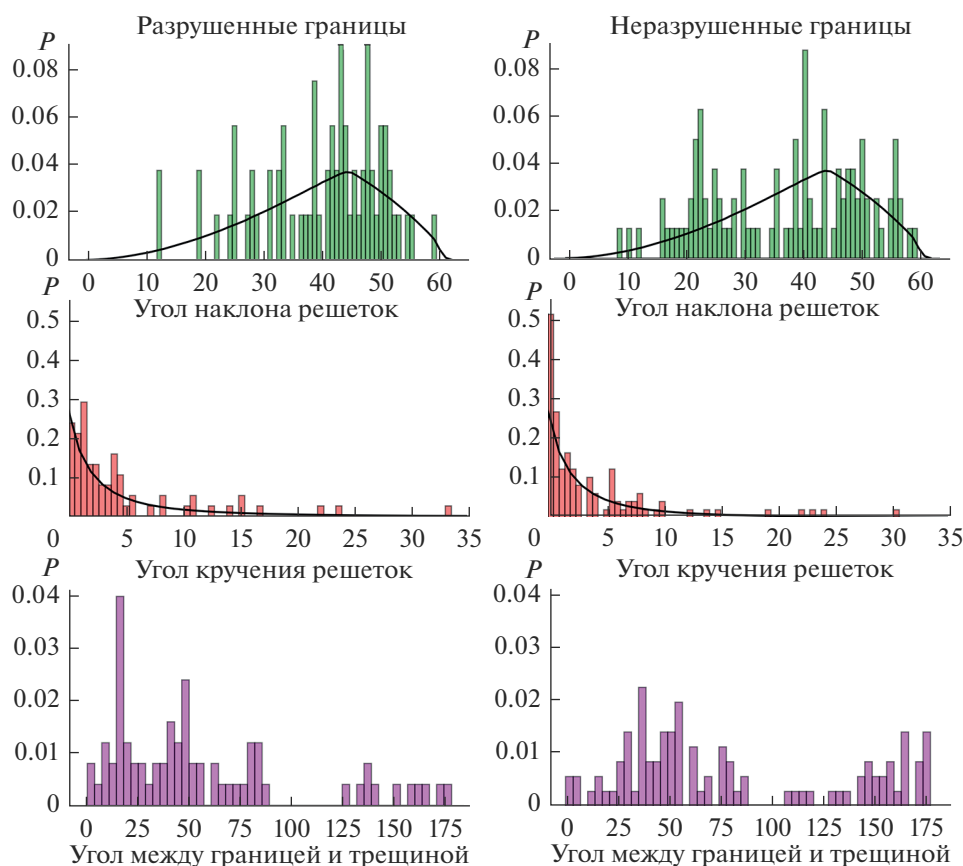 Разрушенные границы
Неразрушенные границы
P
0.08
0.06
0.04
0.02
0
0 10 20 30 40 50 60
Угол наклона решеток
P
0.08
0.06
0.04
0.02
0
0 10 20 30 40 50 60
Угол наклона решеток
P
0.5
0.4
0.3
0.2
0.1
0 5 10 15 20 25 30 35
Угол кручения решеток
P
0.5
0.4
0.3
0.2
0.1
0 5 10 15 20 25 30 35
Угол кручения решеток
P
0.04
0.03
0.02
0.01
0
0 25 50 75 100 125 150 175
Угол между границей и трещиной
P
0.04
0.03
0.02
0.01
0
0 25 50 75 100 125 150 175
Угол между границей и трещиной